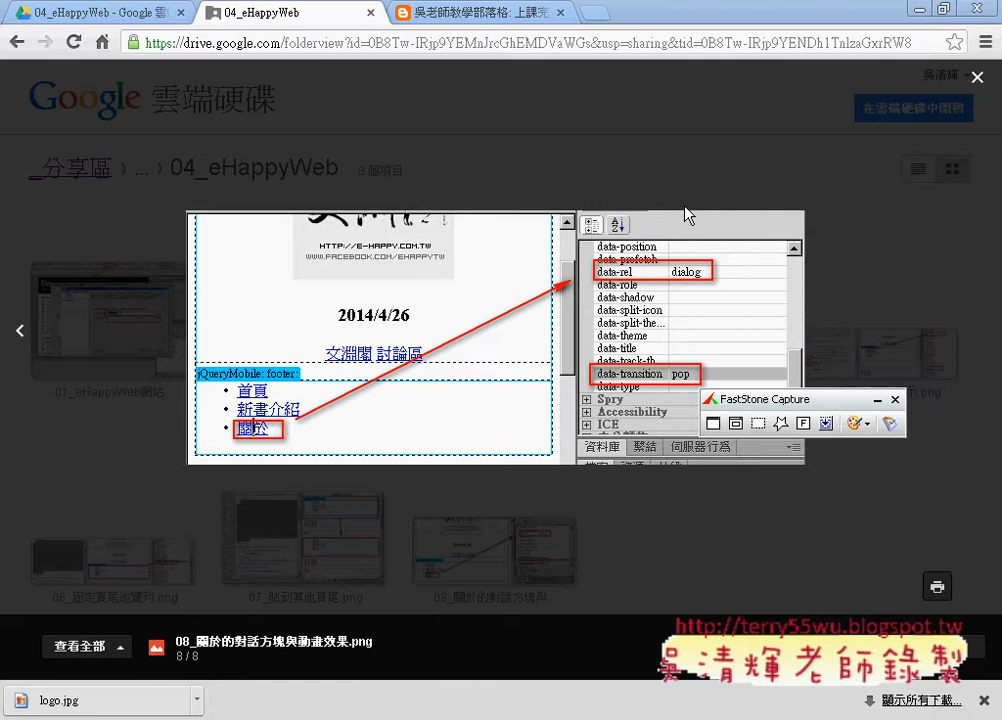 04_eHappyWeb - Google 雲端硬
04_eHappyWeb
吳老師教學部落格: 上課完
https://drive.google.com/folderview?id=0B8Tw-IRjp9YEMnJrcGhEMDVaWGs&usp=sharing&tid=0B8Tw-IRjp9YENDh1TnlzaGxrRW8
吳清輝
Google 雲端硬碟
在雲端硬碟中開啟
_分享區 › ... › 04_eHappyWeb 8 個項目
HTTP://E-HAPPY.COM.TW
WWW.FACEBOOK.COM/EHAPPYTW
2014/4/26
文淵閣 討論區
jQueryMobile: footer:
首頁
新書介紹
關於
data-position
data-prefetch
data-rel dialog
data-role
data-shadow
data-split-icon
data-split-the...
data-theme
data-title
data-track-th
data-transition pop
data-type
Spry
Accessibility
ICE
資料庫 繫結 伺服器行為
FastStone Capture
01_eHappyWeb網站
示.png
06_固定頁尾巡覽列.png
07_貼到其他頁尾.png
08_關於的對話方塊與...
查看全部
08_關於的對話方塊與動畫效果.png
8 / 8
http://terry55wu.blogspot.tw
吳清輝老師錄製
logo.jpg
顯示所有下載...